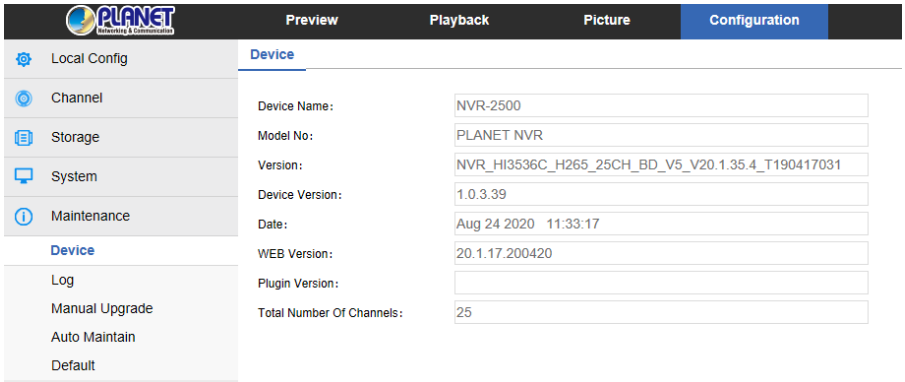 PLANET
Networking & Communication
Preview Playback Picture Configuration
Local Config
Channel
Storage
System
Maintenance
Device
Log
Manual Upgrade
Auto Maintain
Default
Device
Device Name: NVR-2500
Model No: PLANET NVR
Version: NVR_HI3536C_H265_25CH_BD_V5_V20.1.35.4_T190417031
Device Version: 1.0.3.39
Date: Aug 24 2020 11:33:17
WEB Version: 20.1.17.200420
Plugin Version:
Total Number Of Channels: 25